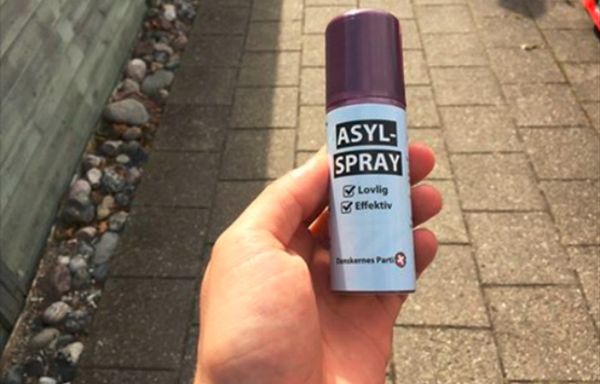 ASYL-
SPRAY
Lovlig
Effektiv
Danskernes Parti